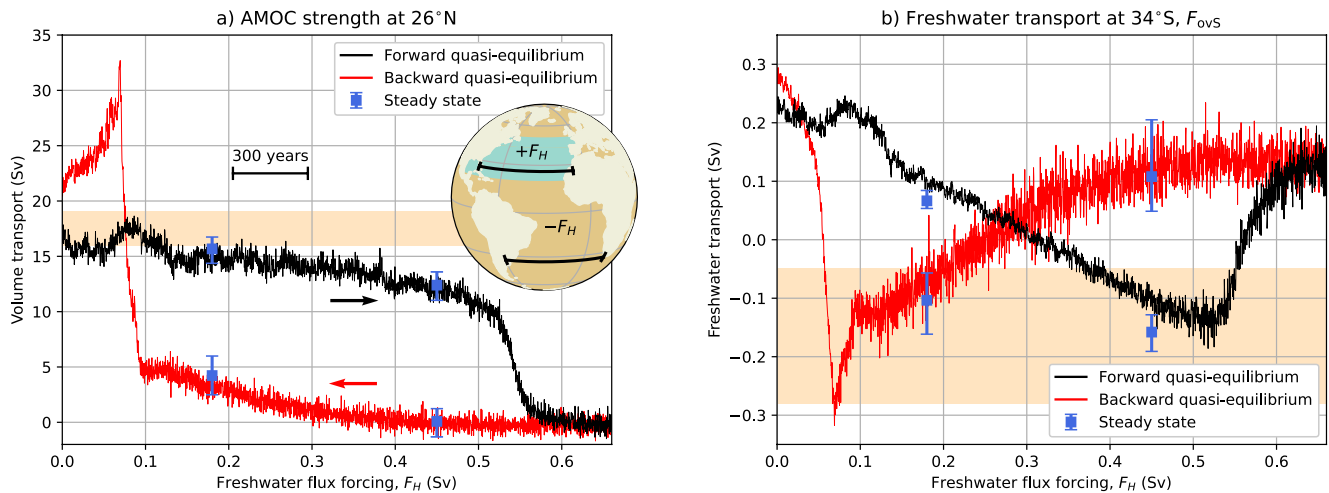 a) AMOC strength at 26°N
35
30
25
20
15
10
5
0
Volume transport (Sv)
Forward quasi-equilibrium
Backward quasi-equilibrium
Steady state
300 years
+F_H
−F_H
0.0 0.1 0.2 0.3 0.4 0.5 0.6
Freshwater flux forcing, F_H (Sv)
b) Freshwater transport at 34°S, F_ovS
0.3
0.2
0.1
0.0
−0.1
−0.2
−0.3
Freshwater transport (Sv)
Forward quasi-equilibrium
Backward quasi-equilibrium
Steady state
0.0 0.1 0.2 0.3 0.4 0.5 0.6
Freshwater flux forcing, F_H (Sv)